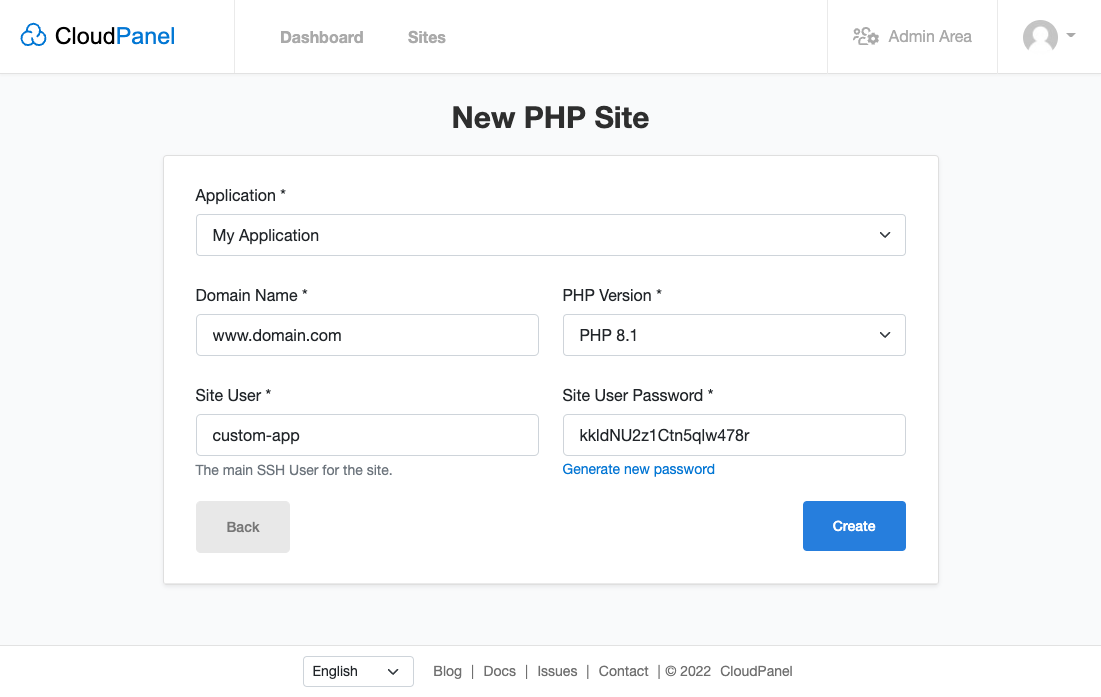 CloudPanel Dashboard Sites Admin Area
New PHP Site
Application *
My Application
Domain Name * PHP Version *
www.domain.com PHP 8.1
Site User * Site User Password *
custom-app kkldNU2z1Ctn5qlw478r
The main SSH User for the site. Generate new password
Back Create
English Blog | Docs | Issues | Contact | © 2022 CloudPanel